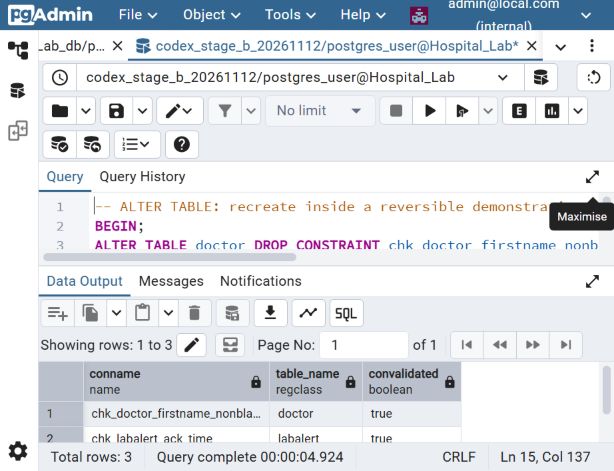 pgAdmin File Object Tools Help admin@local.com
(internal)
_ab_db/p... codex_stage_b_20261112/postgres_user@Hospital_Lab*
codex_stage_b_20261112/postgres_user@Hospital_Lab
No limit E
Query Query History
Maximise
1 -- ALTER TABLE: recreate inside a reversible
2 BEGIN;
3 ALTER TABLE doctor DROP CONSTRAINT chk_doctor_firstname_nonb
Data Output Messages Notifications
SQL
Showing rows: 1 to 3 Page No: 1 of 1
conname table_name convalidated
name regclass boolean
1 chk_doctor_firstname_nonbla... doctor true
2 chk_labalert_ack_time labalert true
Total rows: 3 Query complete 00:00:04.924 CRLF Ln 15, Col 137